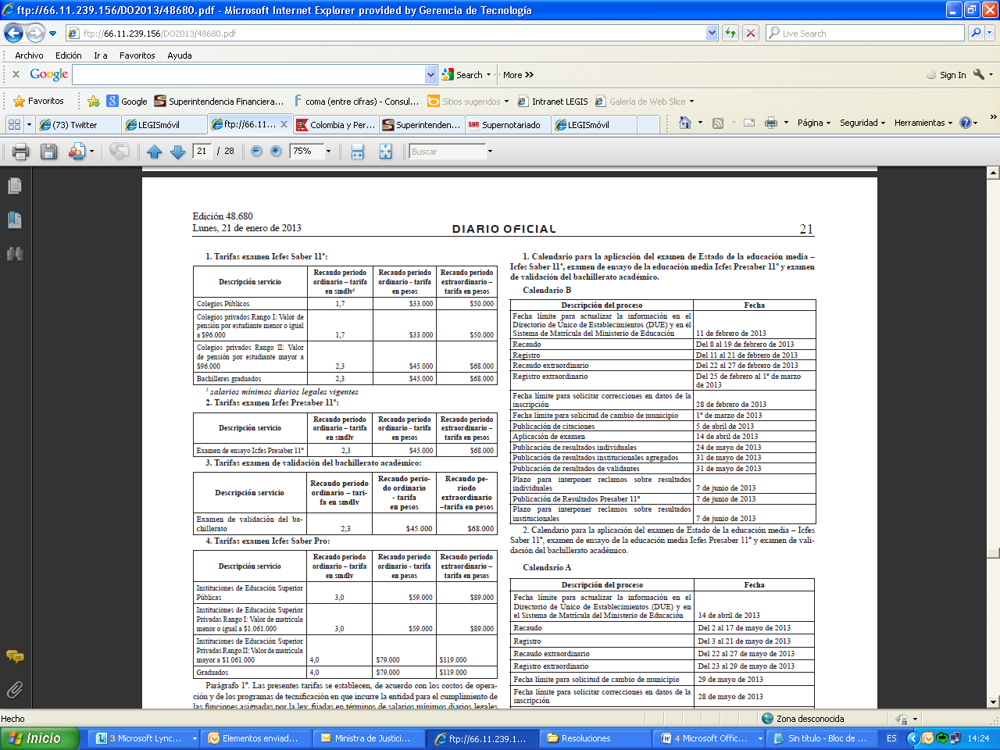 ftp://66.11.239.156/DO2013/48680.pdf - Microsoft Internet Explorer provided by Gerencia de Tecnología
ftp://66.11.239.156/DO2013/48680.pdf
Live Search
Archivo Edición Ir a Favoritos Ayuda
x Google Search More »
Sign In
Favoritos Google Superintendencia Financiera... coma (entre cifras) - Consul... Sitios sugeridos Intranet LEGIS Galería de Web Slice
(73) Twitter LEGISmóvil ftp://66.11.... Colombia y Per... Superintenden... SNR Supernotariado LEGISmóvil Página Seguridad Herramientas
21 / 28 75% Buscar
Edición 48.680
Lunes, 21 de enero de 2013
DIARIO OFICIAL
21
1. Tarifas examen Icfes Saber 11°:
Descripción servicio
Recaudo periodo
ordinario – tarifa
en smdlv¹
Recaudo periodo
ordinario - tarifa
en pesos
Recaudo periodo
extraordinario –
tarifa en pesos
Colegios Públicos 1,7 $33.000 $50.000
Colegios privados Rango I: Valor de
pensión por estudiante menor o igual
a $96.000 1,7 $33.000 $50.000
Colegios privados Rango II: Valor
de pensión por estudiante mayor a
$96.000 2,3 $45.000 $68.000
Bachilleres graduados 2,3 $45.000 $68.000
¹ salarios mínimos diarios legales vigentes
2. Tarifas examen Icfes Presaber 11°:
Descripción servicio
Recaudo periodo
ordinario – tarifa
en smdlv
Recaudo periodo
ordinario - tarifa
en pesos
Recaudo periodo
extraordinario –
tarifa en pesos
Examen de ensayo Icfes Presaber 11° 2,3 $45.000 $68.000
3. Tarifas examen de validación del bachillerato académico:
Descripción servicio
Recaudo periodo
ordinario – tari-
fa en smdlv
Recaudo perio-
do ordinario
- tarifa
en pesos
Recaudo pe-
riodo
extraordinario
–tarifa en pesos
Examen de validación del ba-
chillerato 2,3 $45.000 $68.000
4. Tarifas examen Icfes Saber Pro:
Descripción servicio
Recaudo periodo
ordinario – tarifa
en smdlv
Recaudo periodo
ordinario - tarifa
en pesos
Recaudo periodo
extraordinario –
tarifa en pesos
Instituciones de Educación Superior
Públicas 3,0 $59.000 $89.000
Instituciones de Educación Superior
Privadas Rango I: Valor de matrícula
menor o igual a $1.061.000 3,0 $59.000 $89.000
Instituciones de Educación Superior
Privadas Rango II: Valor de matrícula
mayor a $1.061.000 4,0 $79.000 $119.000
Graduados 4,0 $79.000 $119.000
Parágrafo 1°. Las presentes tarifas se establecen, de acuerdo con los costos de opera-
ción y de los programas de tecnificación en que incurre la entidad para el cumplimiento de
las funciones asignadas por la ley, fijadas en términos de salarios mínimos diarios legales
1. Calendario para la aplicación del examen de Estado de la educación media –
Icfes Saber 11°, examen de ensayo de la educación media Icfes Presaber 11° y examen
de validación del bachillerato académico.
Calendario B
Descripción del proceso Fecha
Fecha límite para actualizar la información en el
Directorio de Único de Establecimientos (DUE) y en el
Sistema de Matrícula del Ministerio de Educación 11 de febrero de 2013
Recaudo Del 8 al 19 de febrero de 2013
Registro Del 11 al 21 de febrero de 2013
Recaudo extraordinario Del 22 al 27 de febrero de 2013
Registro extraordinario Del 25 de febrero al 1° de marzo
de 2013
Fecha límite para solicitar correcciones en datos de la
inscripción 28 de febrero de 2013
Fecha límite para solicitud de cambio de municipio 1° de marzo de 2013
Publicación de citaciones 5 de abril de 2013
Aplicación de examen 14 de abril de 2013
Publicación de resultados individuales 24 de mayo de 2013
Publicación de resultados institucionales agregados 31 de mayo de 2013
Publicación de resultados de validantes 31 de mayo de 2013
Plazo para interponer reclamos sobre resultados
individuales 7 de junio de 2013
Publicación de Resultados Presaber 11° 7 de junio de 2013
Plazo para interponer reclamos sobre resultados
institucionales 7 de junio de 2013
2. Calendario para la aplicación del examen de Estado de la educación media – Icfes
Saber 11°, examen de ensayo de la educación media Icfes Presaber 11° y examen de vali-
dación del bachillerato académico.
Calendario A
Descripción del proceso Fecha
Fecha límite para actualizar la información en el
Directorio de Único de Establecimientos (DUE) y en
el Sistema de Matrícula del Ministerio de Educación 14 de abril de 2013
Recaudo Del 2 al 17 de mayo de 2013
Registro Del 3 al 21 de mayo de 2013
Recaudo extraordinario Del 22 al 27 de mayo de 2013
Registro extraordinario Del 23 al 29 de mayo de 2013
Fecha límite para solicitud de cambio de municipio 29 de mayo de 2013
Fecha límite para solicitar correcciones en datos de la
inscripción 28 de mayo de 2013
Hecho Zona desconocida
Inicio 3 Microsoft Lync... Elementos enviad... Ministra de Justici... ftp://66.11.239.1... Resoluciones 4 Microsoft Offic... Sin título - Bloc de ... ES 14:24